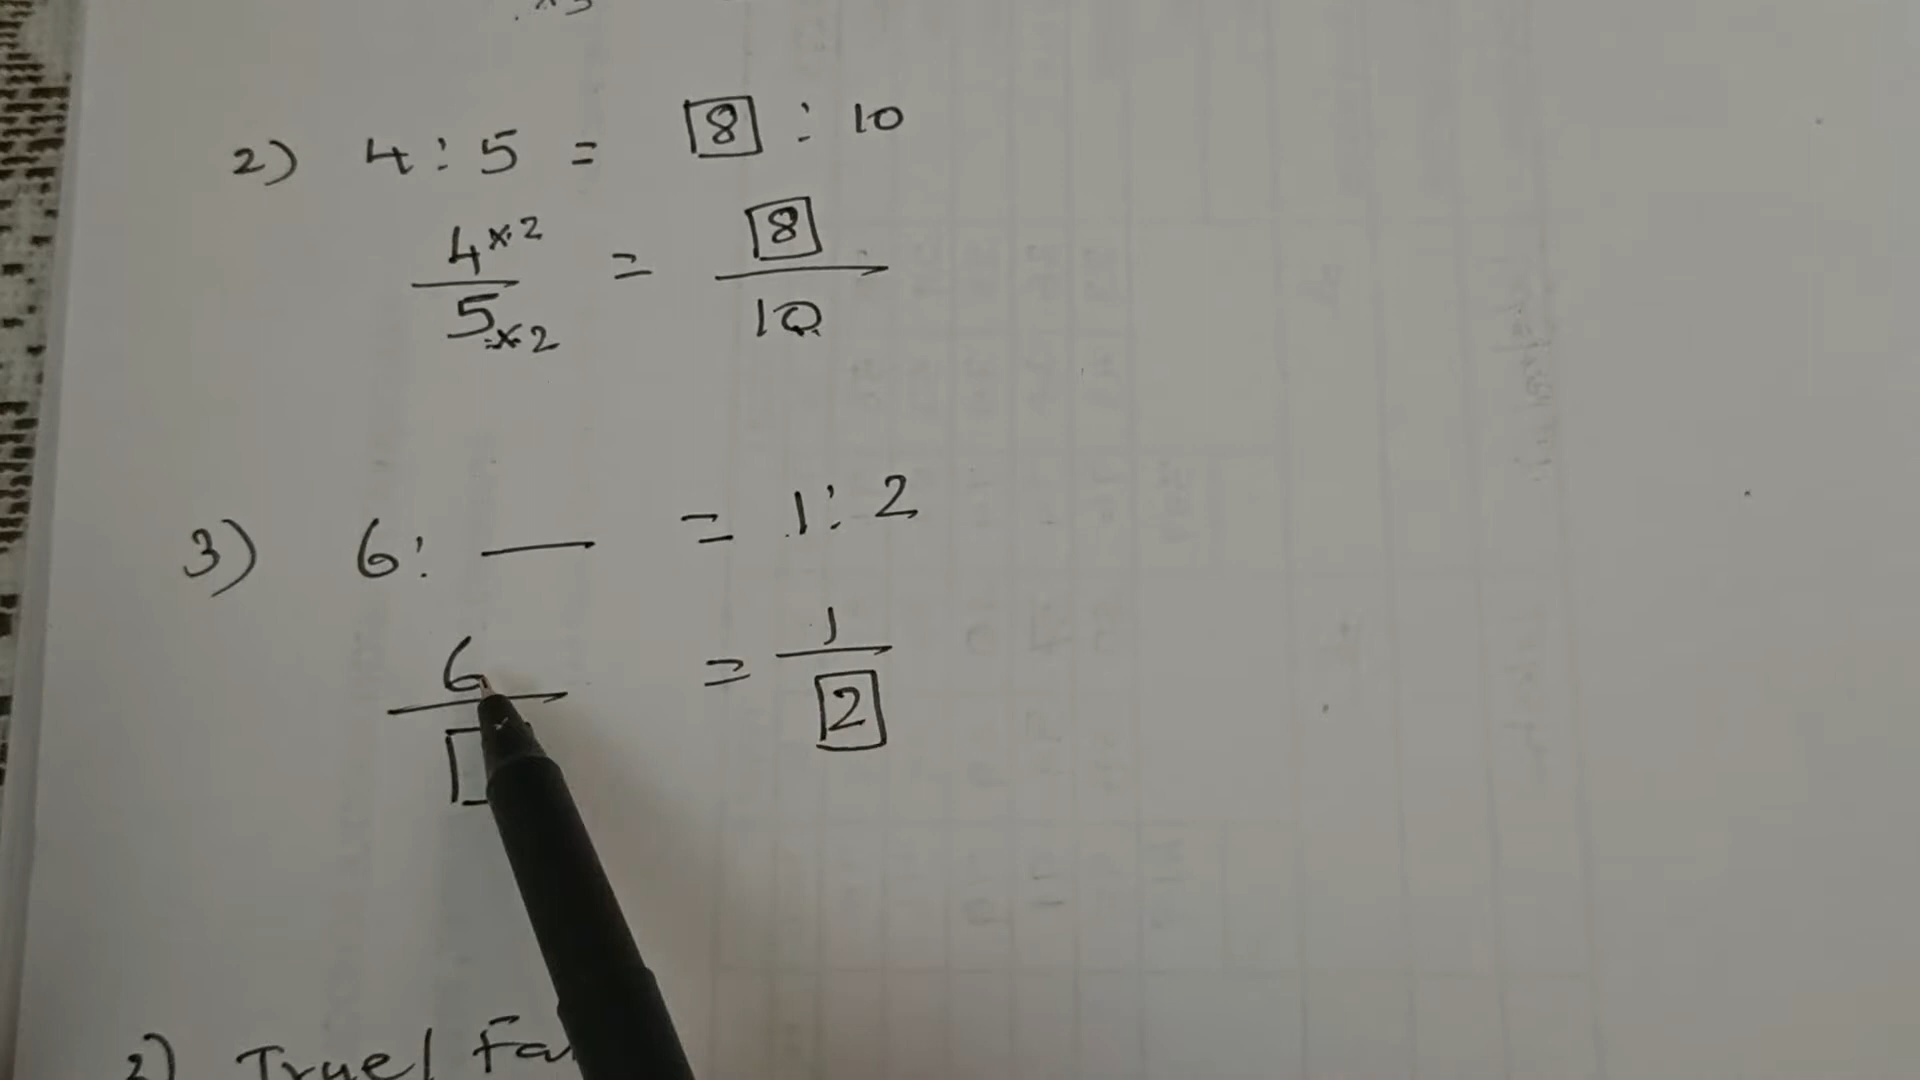 2) 4 : 5 = 8 : 10
4×2 = 8
5×2 10
3) 6 : __ = 1 : 2
6 = 1
2
2) True/